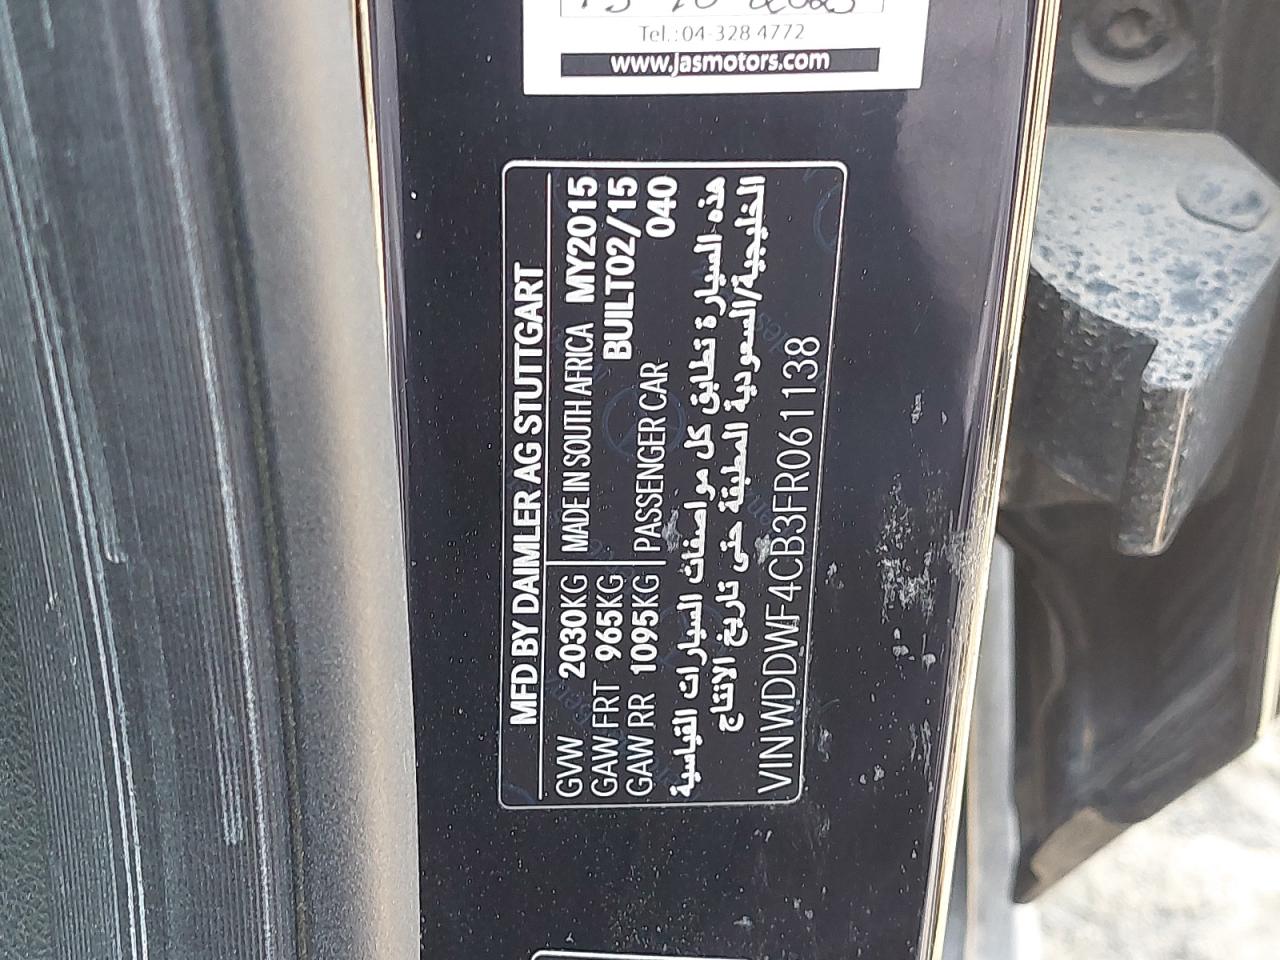 Tel.: 04-328 4772
www.jasmotors.com
MFD BY DAIMLER AG STUTTGART
GVW 2030KG MADE IN SOUTH AFRICA MY2015
GAW FRT 965KG BUILT02/15
GAW RR 1095KG PASSENGER CAR 040
هذه السيارة تطابق كل مواصفات السيارات القياسية
الخليجية/السعودية المطبقة حتى تاريخ الانتاج
VIN WDDWF4CB3FR061138